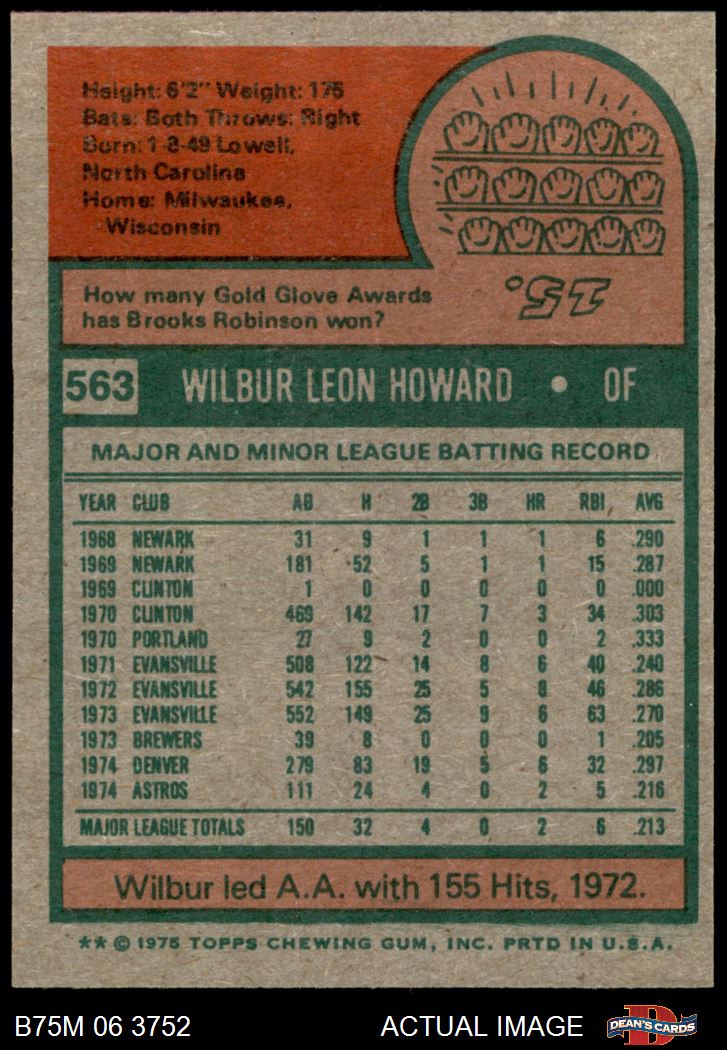 Height: 6'2" Weight: 175
Bats: Both Throws: Right
Born: 1-8-49 Lowell,
North Carolina
Home: Milwaukee,
Wisconsin
How many Gold Glove Awards
has Brooks Robinson won?
15.
563 WILBUR LEON HOWARD • OF
MAJOR AND MINOR LEAGUE BATTING RECORD
YEAR CLUB AB H 2B 3B HR RBI AVG
1968 NEWARK 31 9 1 1 1 6 .290
1969 NEWARK 181 52 5 1 1 15 .287
1969 CLINTON 1 0 0 0 0 0 .000
1970 CLINTON 469 142 17 7 3 34 .303
1970 PORTLAND 27 9 2 0 0 2 .333
1971 EVANSVILLE 508 122 14 8 6 40 .240
1972 EVANSVILLE 542 155 25 5 8 46 .286
1973 EVANSVILLE 552 149 25 9 6 63 .270
1973 BREWERS 39 8 0 0 0 1 .205
1974 DENVER 279 83 19 5 6 32 .297
1974 ASTROS 111 24 4 0 2 5 .216
MAJOR LEAGUE TOTALS 150 32 4 0 2 6 .213
Wilbur led A.A. with 155 Hits, 1972.
** © 1975 TOPPS CHEWING GUM, INC. PRTD IN U.S.A.
B75M 06 3752 ACTUAL IMAGE DEAN'S CARDS